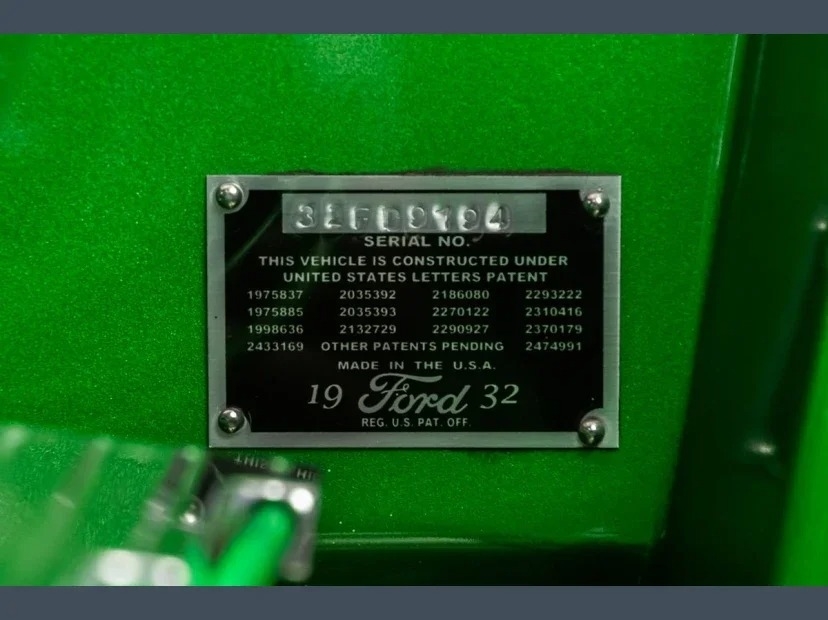 32FD9794
SERIAL NO.
THIS VEHICLE IS CONSTRUCTED UNDER
UNITED STATES LETTERS PATENT
1975837 2035392 2186080 2293222
1975885 2035393 2270122 2310416
1998636 2132729 2290927 2370179
2433169 OTHER PATENTS PENDING 2474991
MADE IN THE U.S.A.
19 Ford 32
REG. U.S. PAT. OFF.